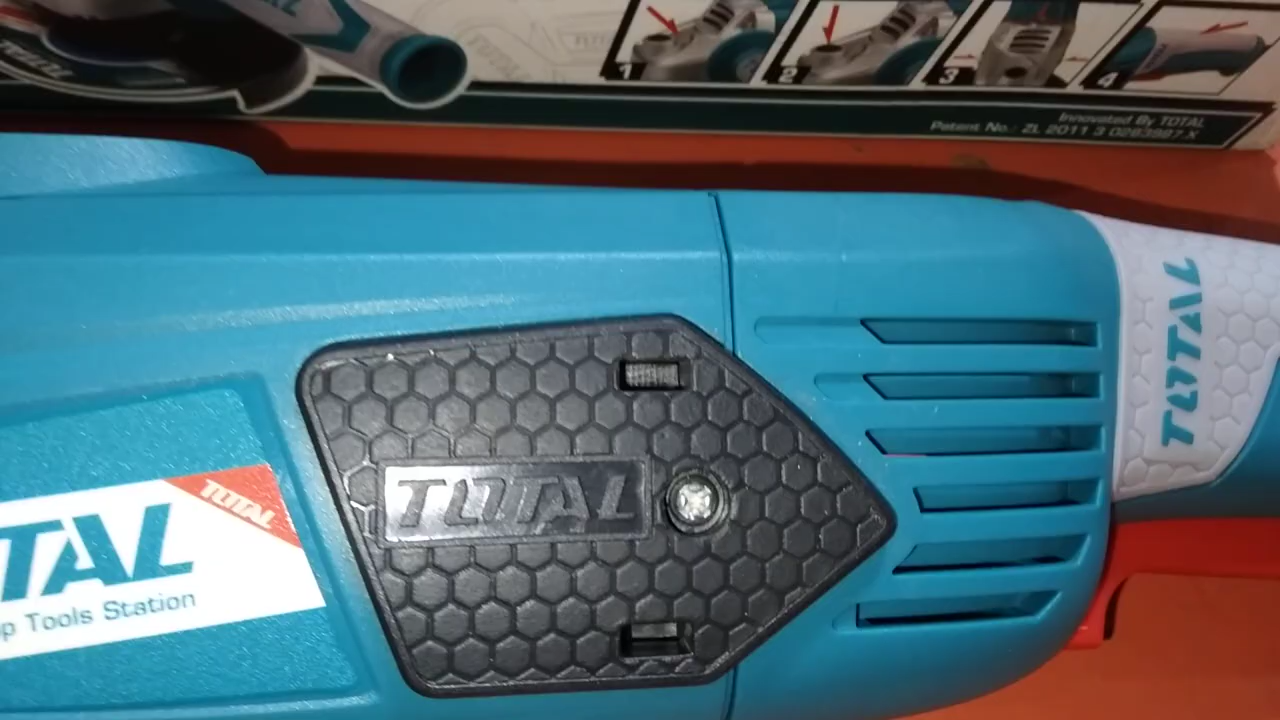 TOTAL
1
2
3
4
Innovated By TOTAL
Patent No.: ZL 2011 3 0283987.X
TOTAL
TOTAL
TOTAL
TAL
p Tools Station